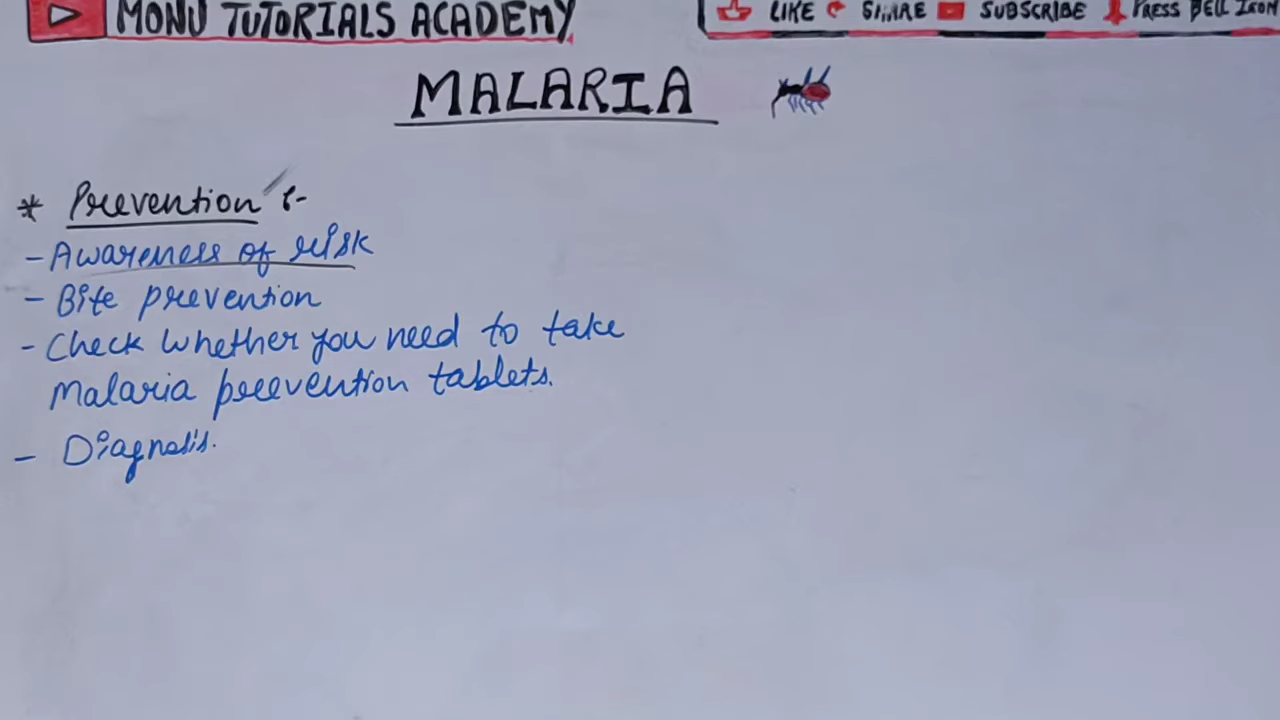 MONU TUTORIALS ACADEMY
LIKE SHARE SUBSCRIBE PRESS BELL ICON
MALARIA
* Prevention :-
- Awareness of risk
- Bite prevention
- Check whether you need to take
Malaria preevention tablets.
- Diagnosis.